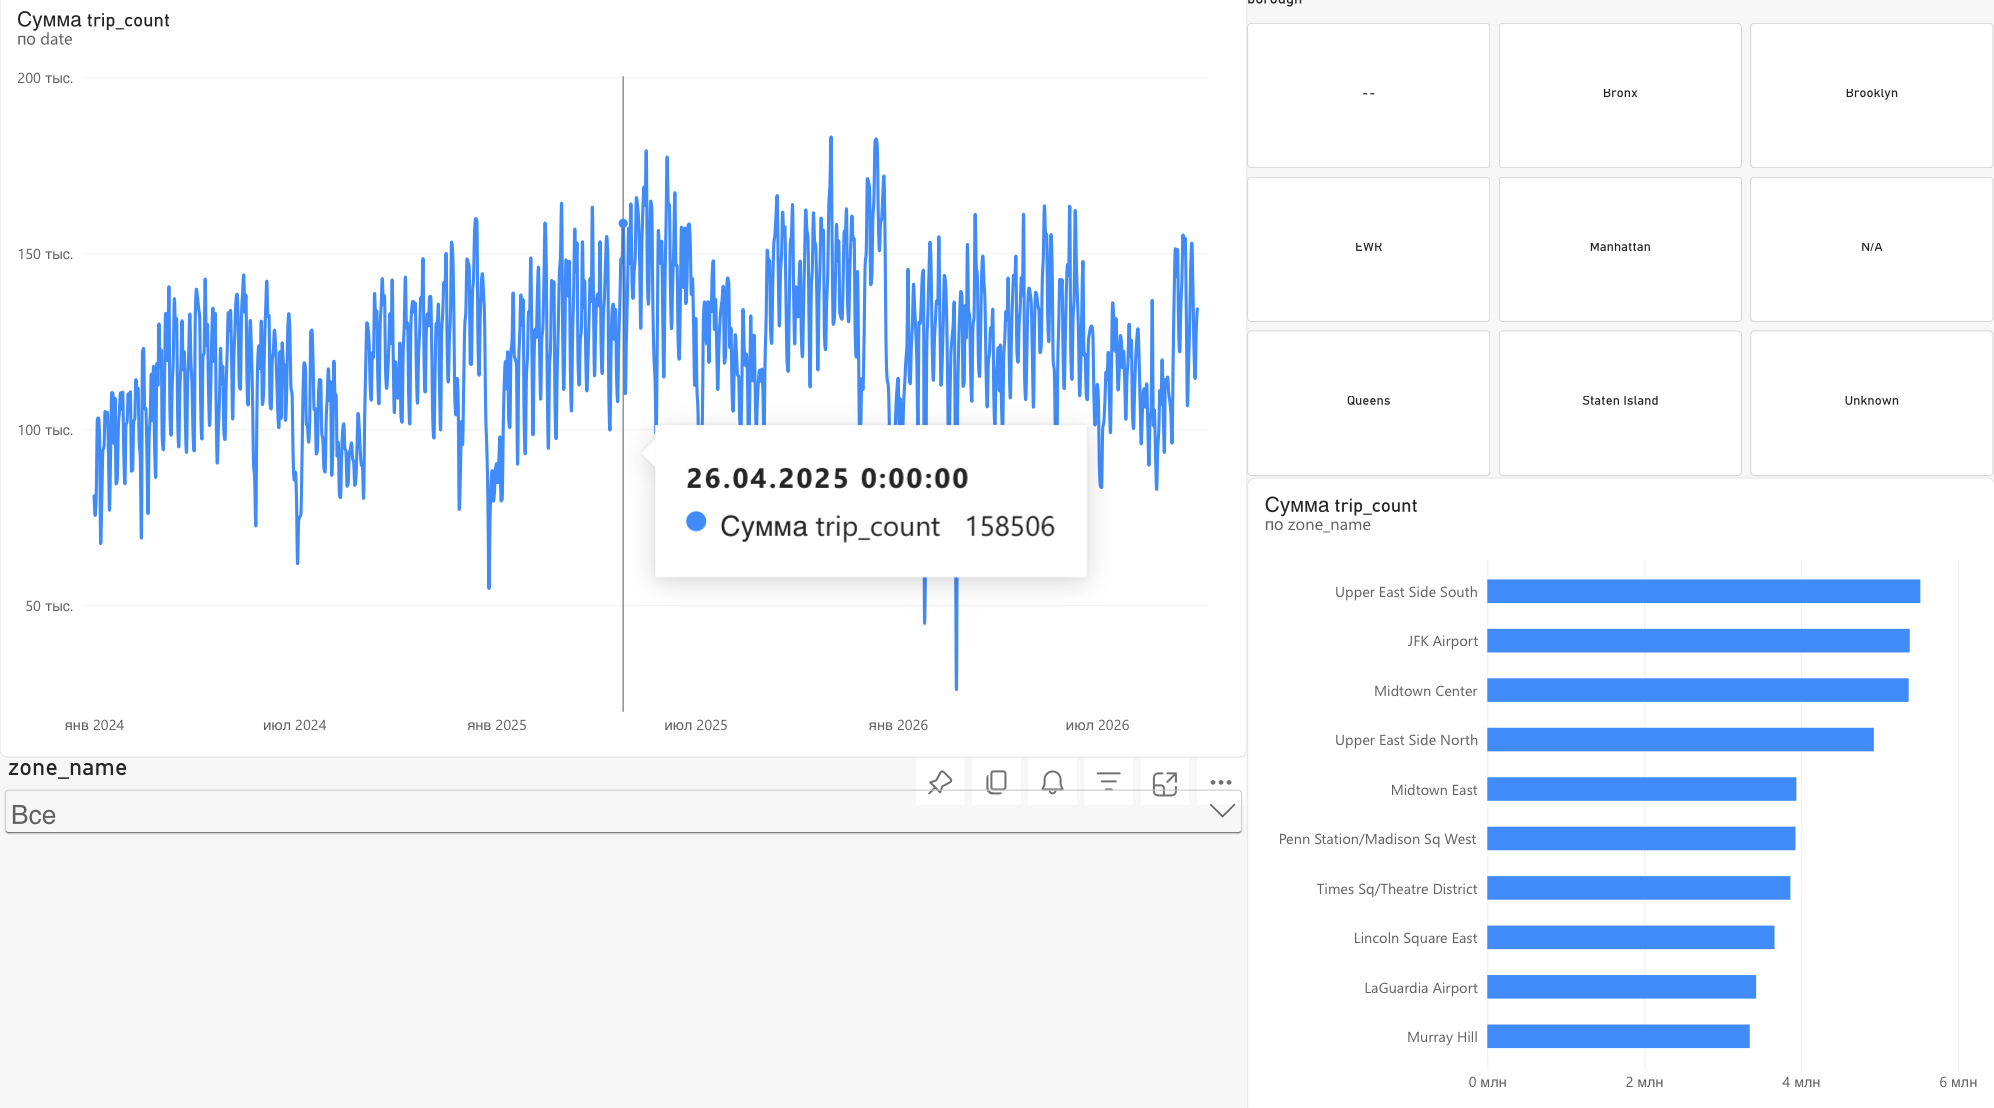 Сумма trip_count
по date
200 тыс.
150 тыс.
100 тыс.
50 тыс.
янв 2024
июл 2024
янв 2025
июл 2025
янв 2026
июл 2026
26.04.2025 0:00:00
Сумма trip_count 158506
zone_name
Все
borough
--
Bronx
Brooklyn
EWR
Manhattan
N/A
Queens
Staten Island
Unknown
Сумма trip_count
по zone_name
Upper East Side South
JFK Airport
Midtown Center
Upper East Side North
Midtown East
Penn Station/Madison Sq West
Times Sq/Theatre District
Lincoln Square East
LaGuardia Airport
Murray Hill
0 млн
2 млн
4 млн
6 млн